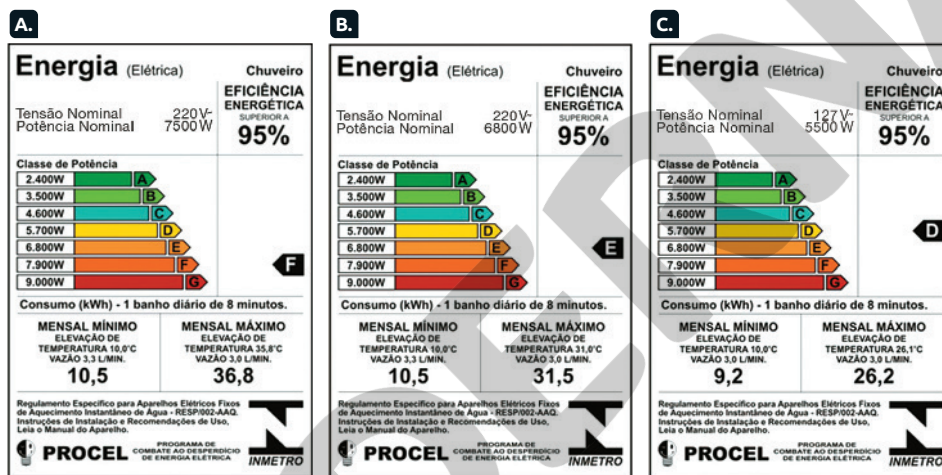 A.
Energia (Elétrica) Chuveiro
Tensão Nominal 220V~
Potência Nominal 7500W
EFICIÊNCIA
ENERGÉTICA
SUPERIOR A
95%
Classe de Potência
2.400W A
3.500W B
4.600W C
5.700W D
6.800W E
7.900W F
9.000W G
F
Consumo (kWh) - 1 banho diário de 8 minutos.
MENSAL MÍNIMO
ELEVAÇÃO DE
TEMPERATURA 10,0°C
VAZÃO 3,3 L/MIN.
10,5
MENSAL MÁXIMO
ELEVAÇÃO DE
TEMPERATURA 35,8°C
VAZÃO 3,0 L/MIN.
36,8
Regulamento Específico para Aparelhos Elétricos Fixos
de Aquecimento Instantâneo de Água - RESP/002-AAQ.
Instruções de Instalação e Recomendações de Uso,
Leia o Manual do Aparelho.
PROCEL
PROGRAMA DE
COMBATE AO DESPERDÍCIO
DE ENERGIA ELÉTRICA
INMETRO
B.
Energia (Elétrica) Chuveiro
Tensão Nominal 220V~
Potência Nominal 6800W
EFICIÊNCIA
ENERGÉTICA
SUPERIOR A
95%
Classe de Potência
2.400W A
3.500W B
4.600W C
5.700W D
6.800W E
7.900W F
9.000W G
E
Consumo (kWh) - 1 banho diário de 8 minutos.
MENSAL MÍNIMO
ELEVAÇÃO DE
TEMPERATURA 10,0°C
VAZÃO 3,3 L/MIN.
10,5
MENSAL MÁXIMO
ELEVAÇÃO DE
TEMPERATURA 31,0°C
VAZÃO 3,0 L/MIN.
31,5
Regulamento Específico para Aparelhos Elétricos Fixos
de Aquecimento Instantâneo de Água - RESP/002-AAQ.
Instruções de Instalação e Recomendações de Uso,
Leia o Manual do Aparelho.
PROCEL
PROGRAMA DE
COMBATE AO DESPERDÍCIO
DE ENERGIA ELÉTRICA
INMETRO
C.
Energia (Elétrica) Chuveiro
Tensão Nominal 127V~
Potência Nominal 5500W
EFICIÊNCIA
ENERGÉTICA
SUPERIOR A
95%
Classe de Potência
2.400W A
3.500W B
4.600W C
5.700W D
6.800W E
7.900W F
9.000W G
D
Consumo (kWh) - 1 banho diário de 8 minutos.
MENSAL MÍNIMO
ELEVAÇÃO DE
TEMPERATURA 10,0°C
VAZÃO 3,0 L/MIN.
9,2
MENSAL MÁXIMO
ELEVAÇÃO DE
TEMPERATURA 26,1°C
VAZÃO 3,0 L/MIN.
26,2
Regulamento Específico para Aparelhos Elétricos Fixos
de Aquecimento Instantâneo de Água - RESP/002-AAQ.
Instruções de Instalação e Recomendações de Uso,
Leia o Manual do Aparelho.
PROCEL
PROGRAMA DE
COMBATE AO DESPERDÍCIO
DE ENERGIA ELÉTRICA
INMETRO